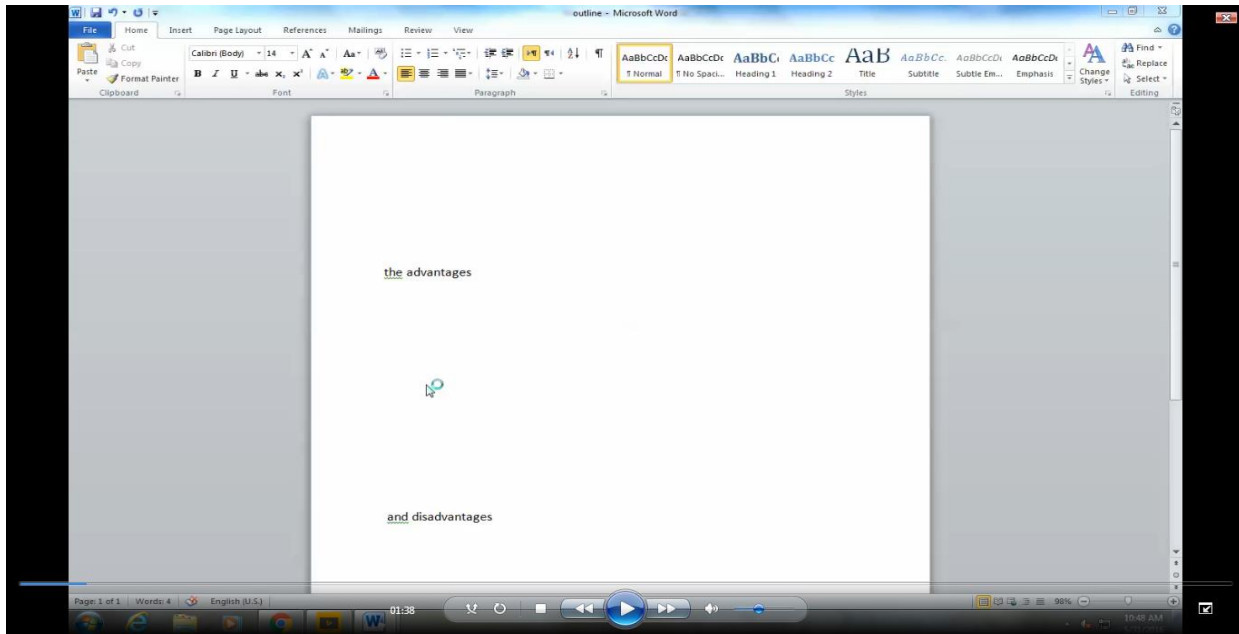 outline - Microsoft Word
File Home Insert Page Layout References Mailings Review View
Cut
Copy
Paste
Format Painter
Clipboard
Calibri (Body) 14
Font
Paragraph
AaBbCcDc AaBbCcDc AaBbC AaBbCc AaB AaBbCc. AaBbCcDc AaBbCcDc
¶ Normal ¶ No Spaci... Heading 1 Heading 2 Title Subtitle Subtle Em... Emphasis
Change Styles
Styles
Find
Replace
Select
Editing
the advantages
and disadvantages
Page: 1 of 1 Words: 4 English (U.S.) 98%
01:38
10:48 AM